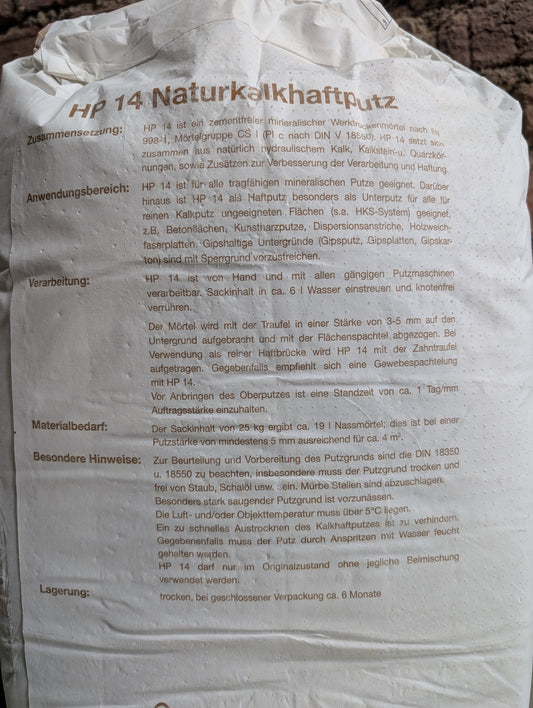 HP 14 Naturkalkhaftputz
Zusammensetzung:
HP 14 ist ein zementfreier mineralischer Werktrockenmörtel nach
998-1, Mörtelgruppe CS I (PI c nach DIN V 18550). HP 14 setzt sich
zusammen aus natürlich hydraulischem Kalk, Kalkstein-u. Quarzkör-
nungen, sowie Zusätzen zur Verbesserung der Verarbeitung und Haftung.
Anwendungsbereich:
HP 14 ist für alle tragfähigen mineralischen Putze geeignet. Darüber
hinaus ist HP 14 als Haftputz besonders als Unterputz für alle für
reinen Kalkputz ungeeigneten Flächen (s.a. HKS-System) geeignet,
z.B. Betonflächen, Kunstharzputze, Dispersionsanstriche, Holzweich-
faserplatten. Gipshaltige Untergründe (Gipsputz, Gipsplatten, Gipskar-
ton) sind mit Sperrgrund vorzustreichen.
Verarbeitung:
HP 14 ist von Hand und mit allen gängigen Putzmaschinen
verarbeitbar. Sackinhalt in ca. 6 l Wasser einstreuen und knotenfrei
verrühren.
Der Mörtel wird mit der Traufel in einer Stärke von 3-5 mm auf den
Untergrund aufgebracht und mit der Flächenspachtel abgezogen. Bei
Verwendung als reiner Haftbrücke wird HP 14 mit der Zahntraufel
aufgetragen. Gegebenfalls empfiehlt sich eine Gewebespachtelung
mit HP 14.
Vor Anbringen des Oberputzes ist eine Standzeit von ca. 1 Tag/mm
Auftragsstärke einzuhalten.
Materialbedarf:
Der Sackinhalt von 25 kg ergibt ca. 19 l Nassmörtel; dies ist bei einer
Putzstärke von mindestens 5 mm ausreichend für ca. 4 m².
Besondere Hinweise:
Zur Beurteilung und Vorbereitung des Putzgrunds sind die DIN 18350
u. 18550 zu beachten, insbesondere muss der Putzgrund trocken und
frei von Staub, Schalöl usw. sein. Mürbe Stellen sind abzuschlagen.
Besonders stark saugender Putzgrund ist vorzunässen.
Die Luft- und/oder Objekttemperatur muss über 5°C liegen.
Ein zu schnelles Austrocknen des Kalkhaftputzes ist zu verhindern.
Gegebenenfalls muss der Putz durch Anspritzen mit Wasser feucht
gehalten werden.
HP 14 darf nur im Originalzustand ohne jegliche Beimischung
verwendet werden.
Lagerung:
trocken, bei geschlossener Verpackung ca. 6 Monate